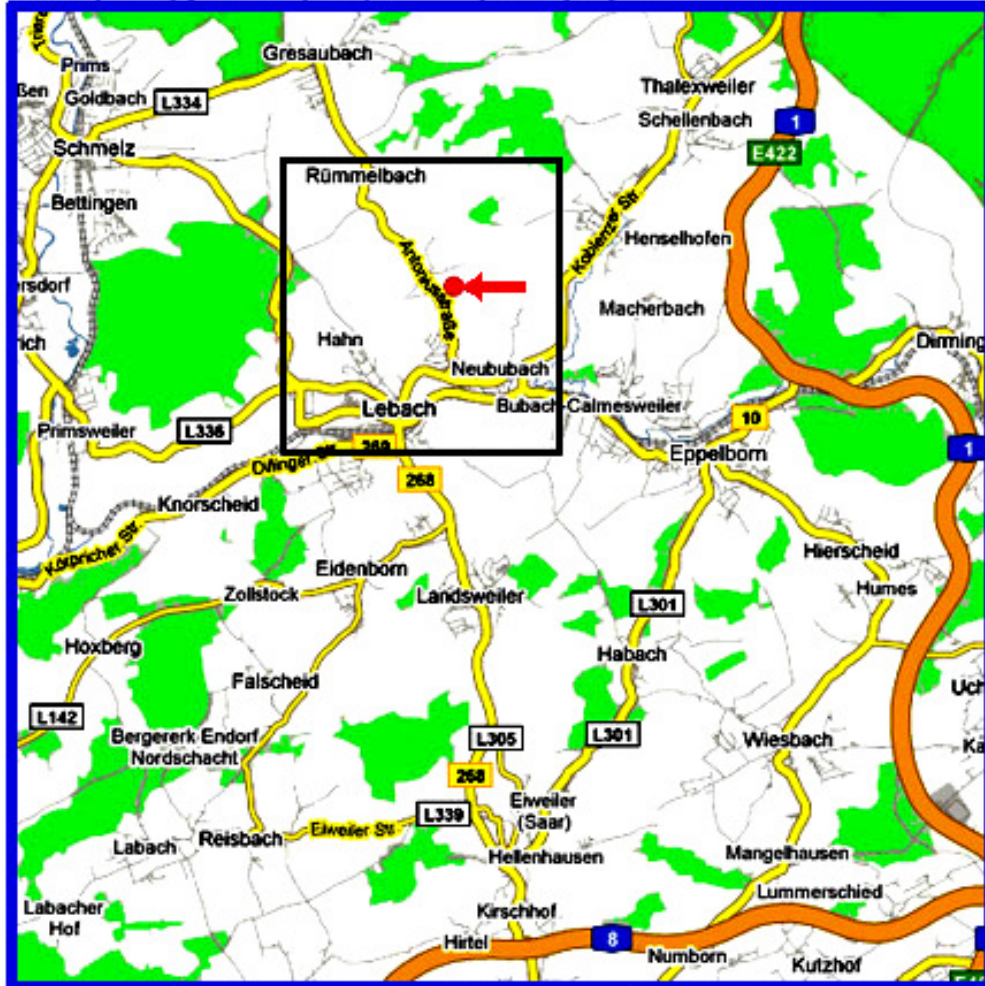 Gresaubach
Prims
Goldbach
L334
Thalexweiler
Schellenbach
1
E422
Schmelz
Rümmelbach
Bettingen
Koblenzer Str.
Henselhofen
Antoniusstraße
Macherbach
Hahn
Neububach
Lebach
Bubach-Calmesweiler
10
Primsweiler
L336
269
Eppelborn
1
268
Knorscheid
Körpricher Str.
Hierscheid
Eidenborn
Humes
Zollstock
Landsweiler
L301
Hoxberg
Habach
Falscheid
L142
Bergererk Endorf
Nordschacht
L305
L301
Wiesbach
268
Eiweiler
(Saar)
L339
Eiweiler Str.
Reisbach
Labach
Hellenhausen
Mangelhausen
Lummerschied
Labacher
Hof
Kirschhof
Hirtel
8
Numborn
Kutzhof